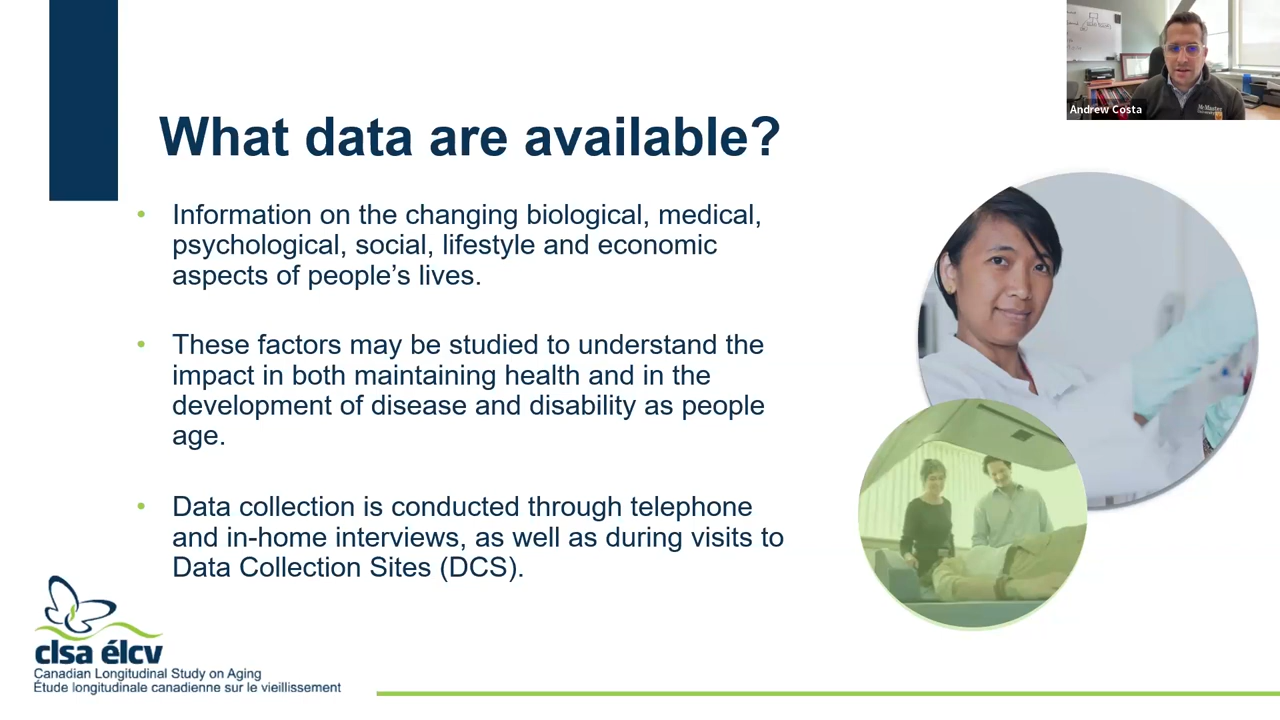 Andrew Costa
McMaster
What data are available?
• Information on the changing biological, medical,
psychological, social, lifestyle and economic
aspects of people’s lives.
• These factors may be studied to understand the
impact in both maintaining health and in the
development of disease and disability as people
age.
• Data collection is conducted through telephone
and in-home interviews, as well as during visits to
Data Collection Sites (DCS).
clsa élcv
Canadian Longitudinal Study on Aging
Étude longitudinale canadienne sur le vieillissement